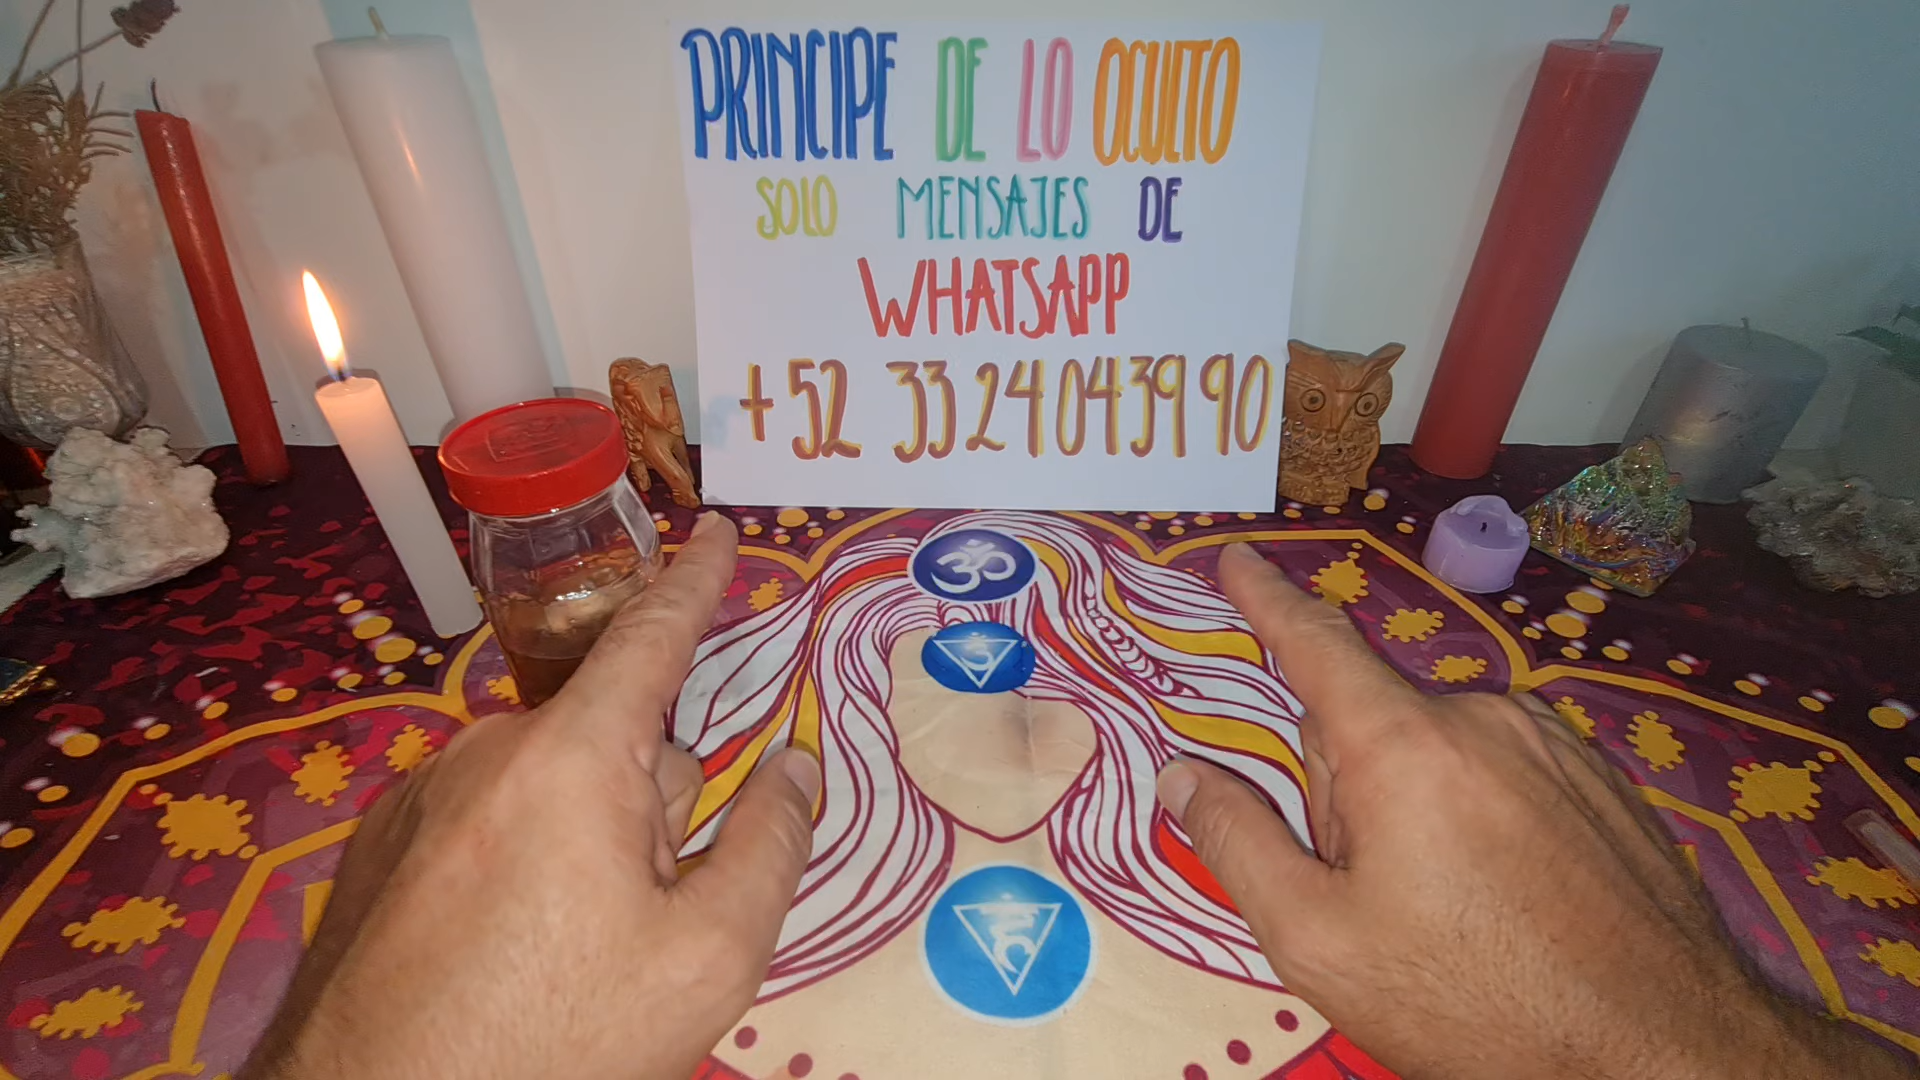 PRINCIPE DE LO OCULTO
SOLO MENSAJES DE
WHATSAPP
+52 33 24 04 39 90
ॐ